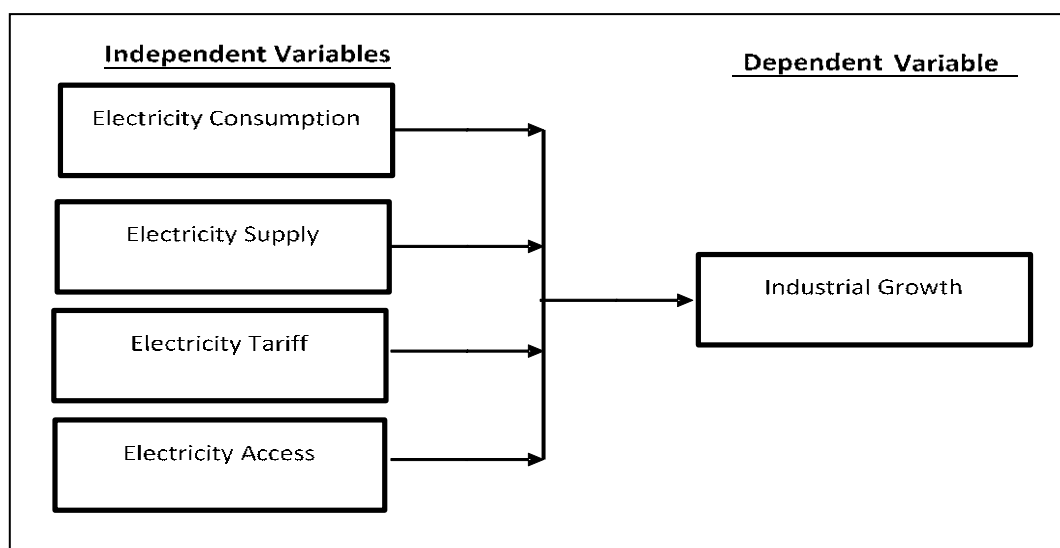 Independent Variables
Dependent Variable
Electricity Consumption
Electricity Supply
Industrial Growth
Electricity Tariff
Electricity Access